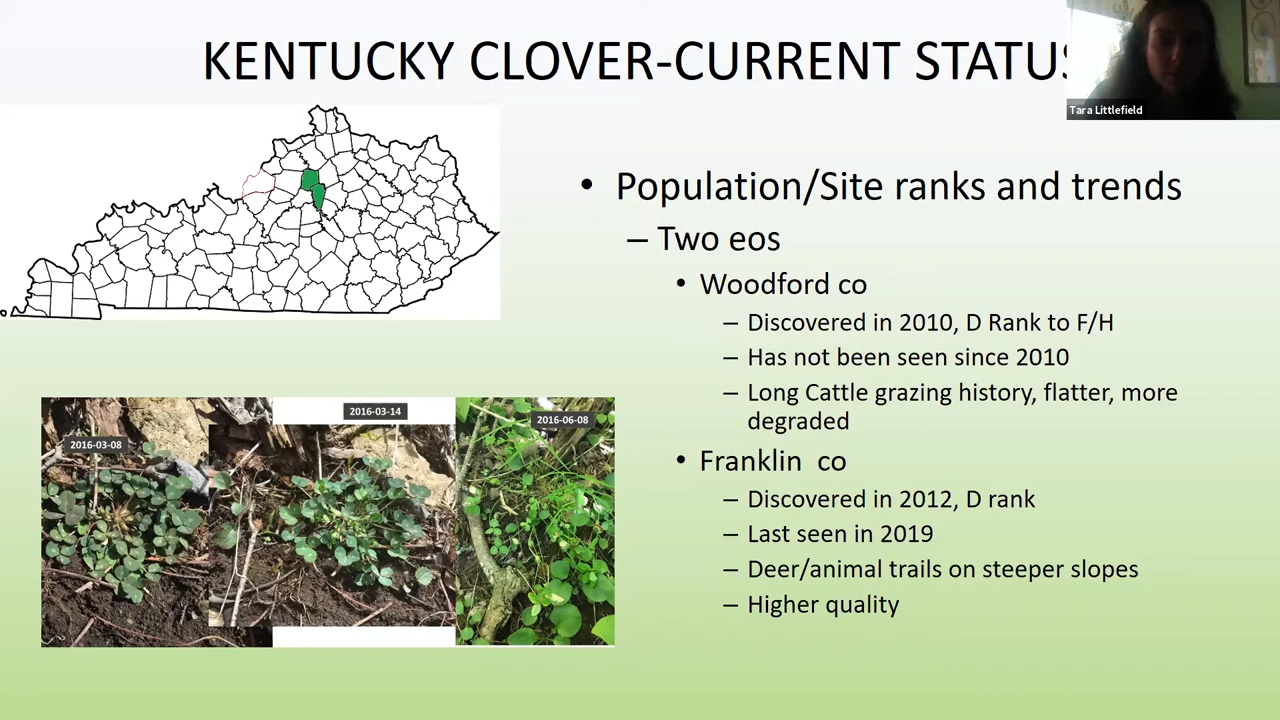 KENTUCKY CLOVER-CURRENT STATUS
Tara Littlefield
• Population/Site ranks and trends
– Two eos
• Woodford co
– Discovered in 2010, D Rank to F/H
– Has not been seen since 2010
– Long Cattle grazing history, flatter, more
degraded
• Franklin co
– Discovered in 2012, D rank
– Last seen in 2019
– Deer/animal trails on steeper slopes
– Higher quality
2016-03-08
2016-03-14
2016-06-08